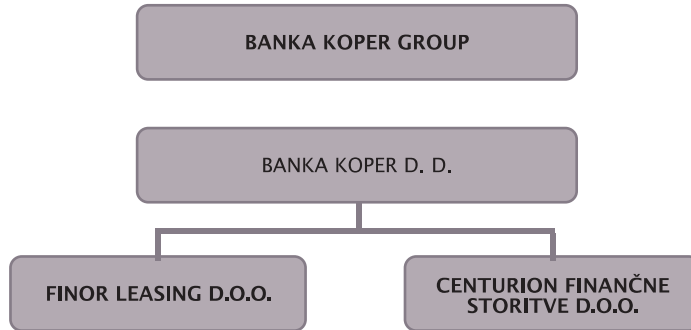 BANKA KOPER GROUP
BANKA KOPER D. D.
FINOR LEASING D.O.O.
CENTURION FINANČNE
STORITVE D.O.O.